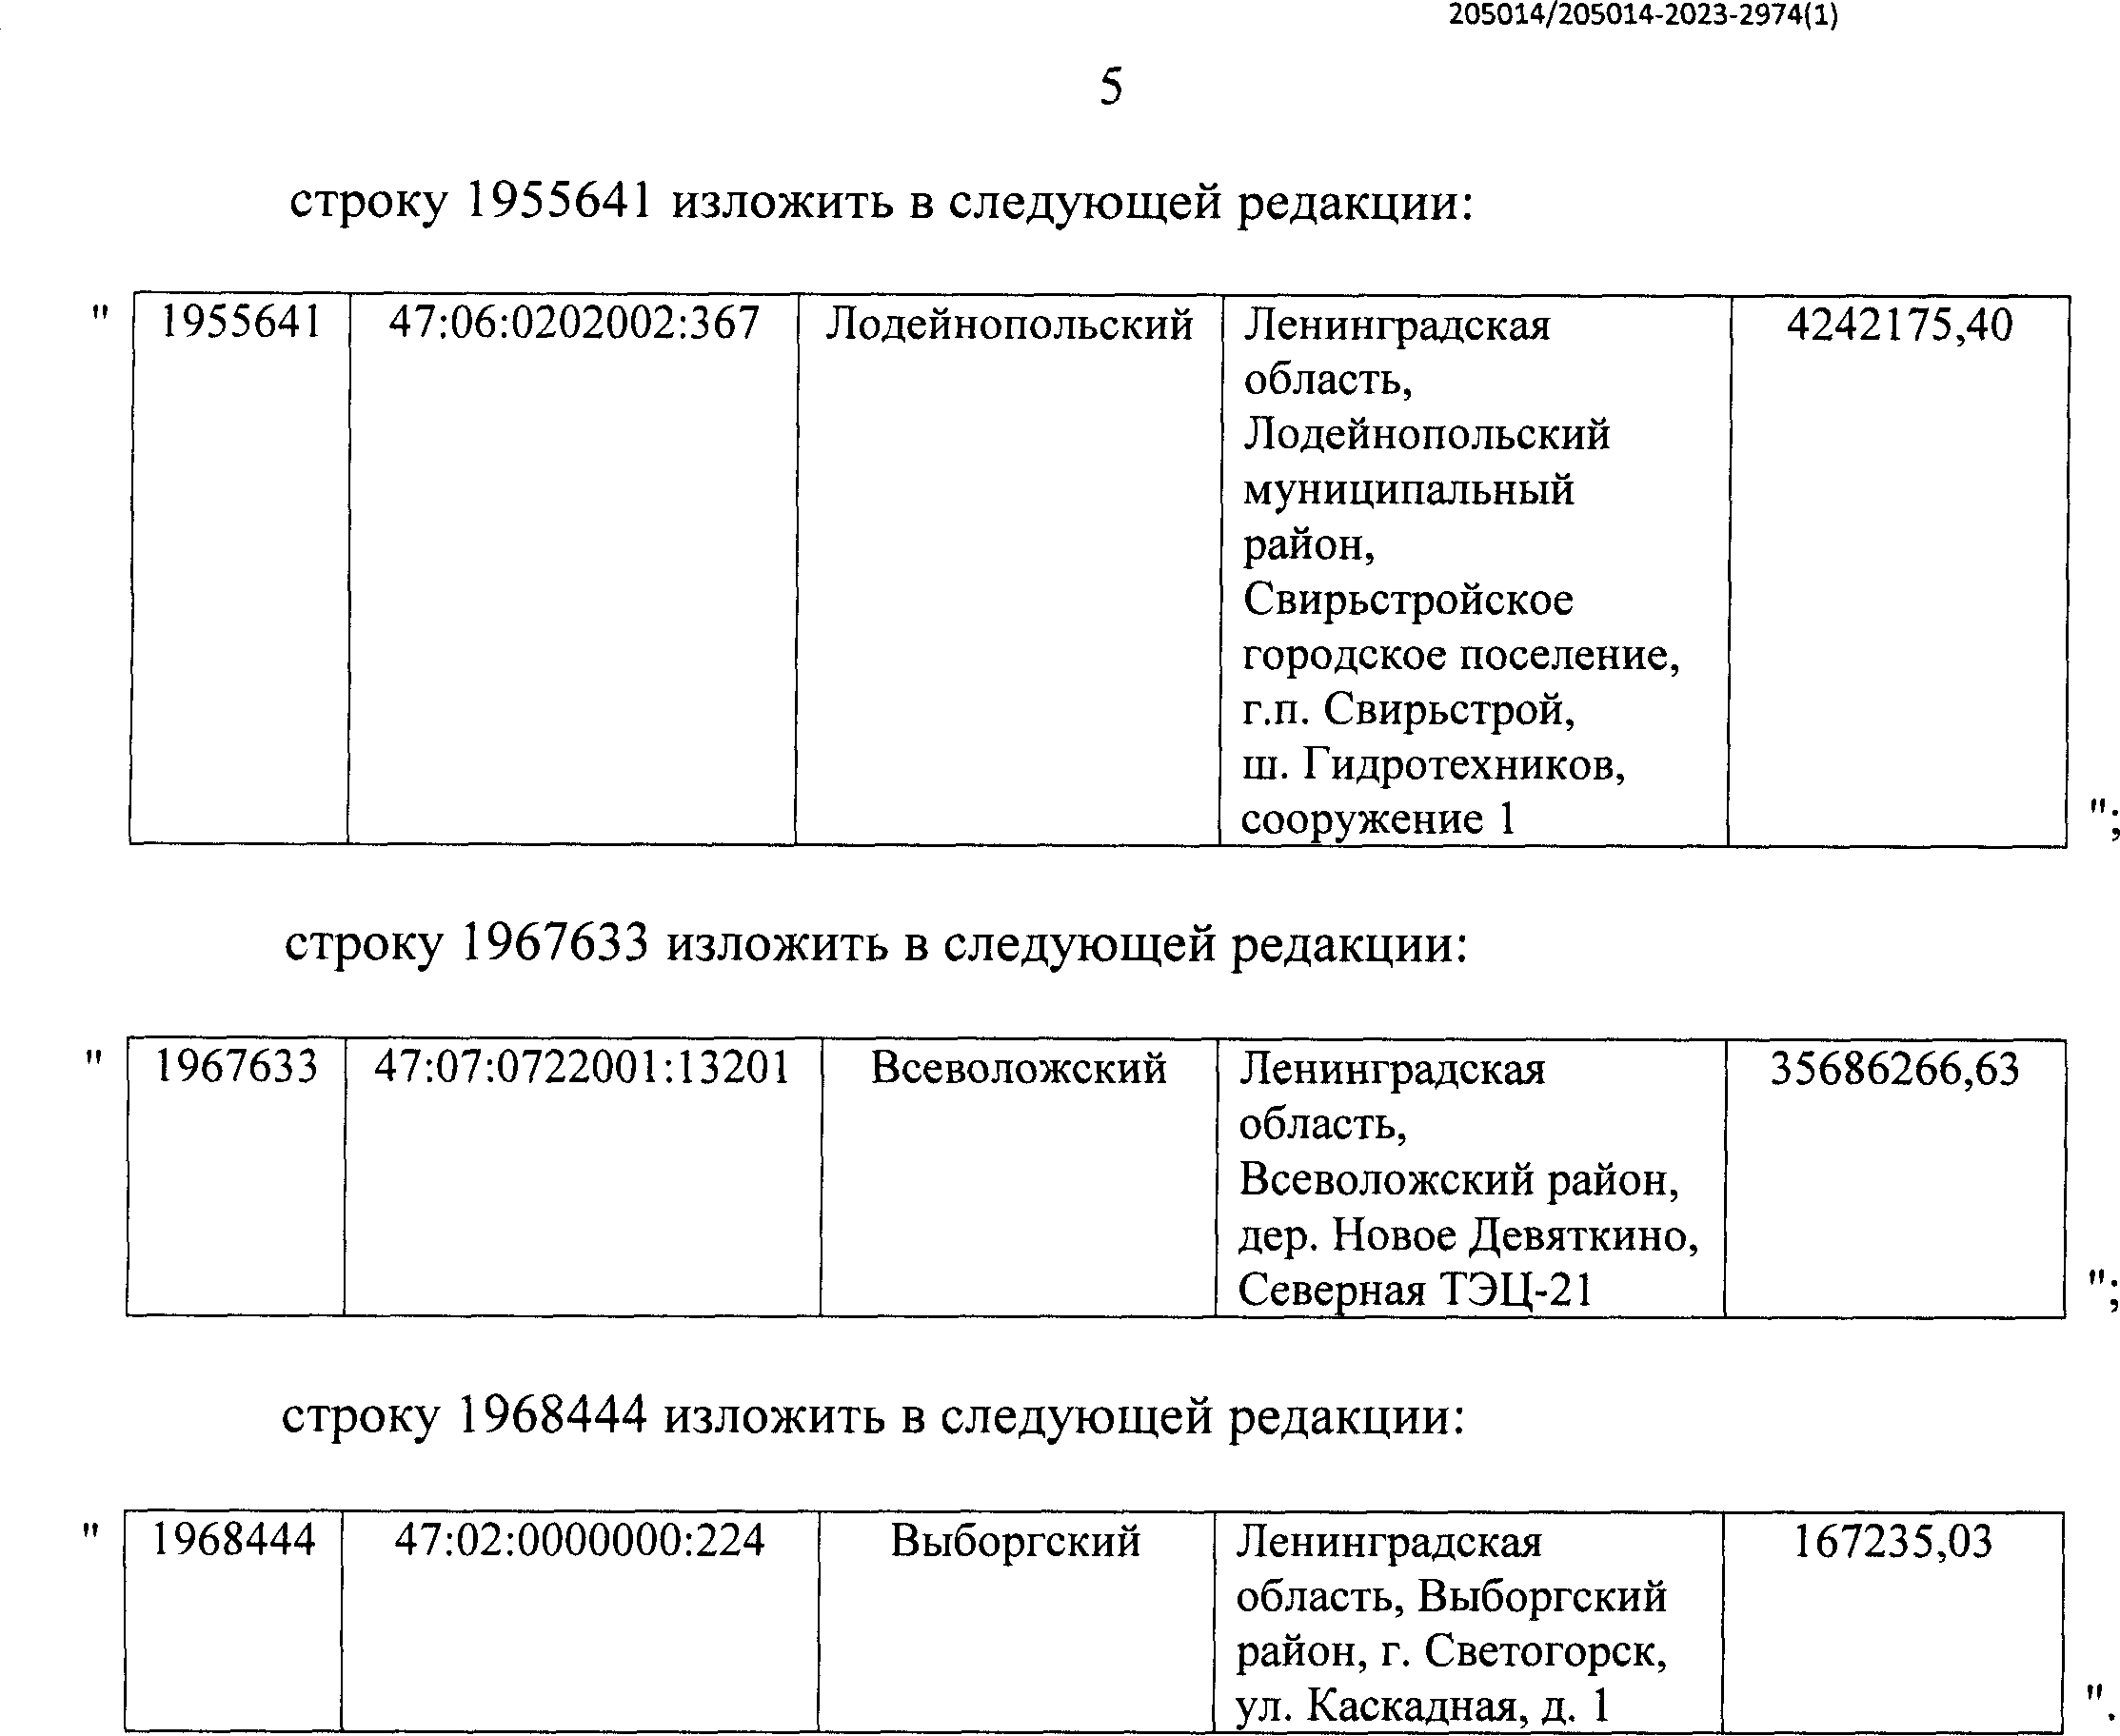 205014/205014-2023-2974(1)
5
строку 1955641 изложить в следующей редакции:
" 1955641 47:06:0202002:367 Лодейнопольский Ленинградская 4242175,40
область,
Лодейнопольский
муниципальный
район,
Свирьстройское
городское поселение,
г.п. Свирьстрой,
ш. Гидротехников,
сооружение 1 ";
строку 1967633 изложить в следующей редакции:
" 1967633 47:07:0722001:13201 Всеволожский Ленинградская 35686266,63
область,
Всеволожский район,
дер. Новое Девяткино,
Северная ТЭЦ-21 ";
строку 1968444 изложить в следующей редакции:
" 1968444 47:02:0000000:224 Выборгский Ленинградская 167235,03
область, Выборгский
район, г. Светогорск,
ул. Каскадная, д. 1 ".